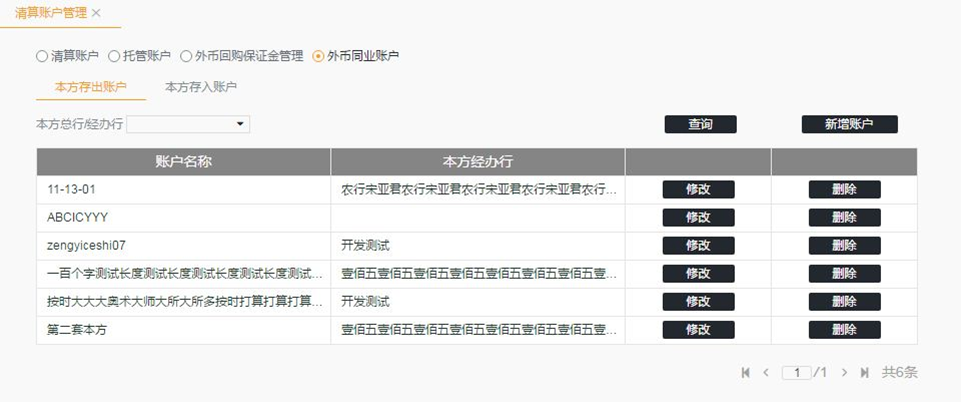 清算账户管理
清算账户 托管账户 外币回购保证金管理 外币同业账户
本方存出账户 本方存入账户
本方总行/经办行 查询 新增账户
账户名称 本方经办行
11-13-01 农行宋亚君农行宋亚君农行宋亚君农行宋亚君农行... 修改 删除
ABCICYYY 修改 删除
zengyiceshi07 开发测试 修改 删除
一百个字测试长度测试长度测试长度测试长度测试... 壹佰五壹佰五壹佰五壹佰五壹佰五壹佰五壹佰五壹... 修改 删除
按时大大大奥术大师大所大所多按时打算打算打算... 开发测试 修改 删除
第二套本方 壹佰五壹佰五壹佰五壹佰五壹佰五壹佰五壹佰五壹... 修改 删除
1 /1 共6条